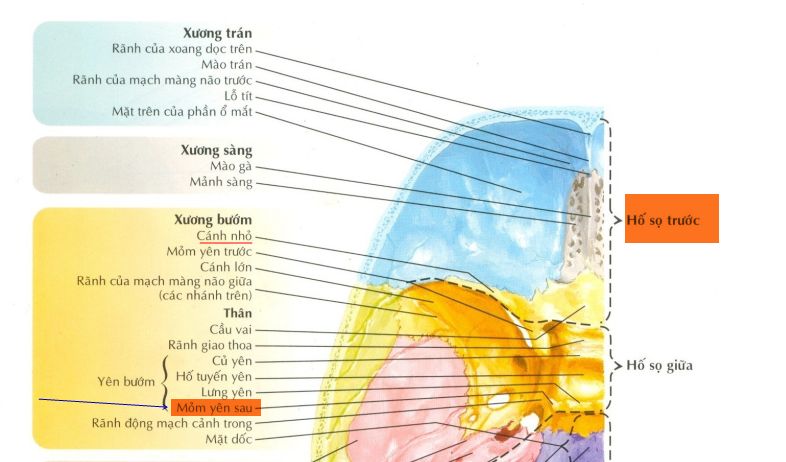 Xương trán
Rãnh của xoang dọc trên
Mào trán
Rãnh của mạch màng não trước
Lỗ tít
Mặt trên của phần ổ mắt
Xương sàng
Mào gà
Mảnh sàng
Hố sọ trước
Xương bướm
Cánh nhỏ
Mỏm yên trước
Cánh lớn
Rãnh của mạch màng não giữa
(các nhánh trên)
Thân
Cầu vai
Rãnh giao thoa
Củ yên
Yên bướm
Hố tuyến yên
Lưng yên
Mỏm yên sau
Rãnh động mạch cảnh trong
Mặt dốc
Hố sọ giữa